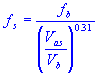 f_s = f_b / (V_as / V_b)^0.31